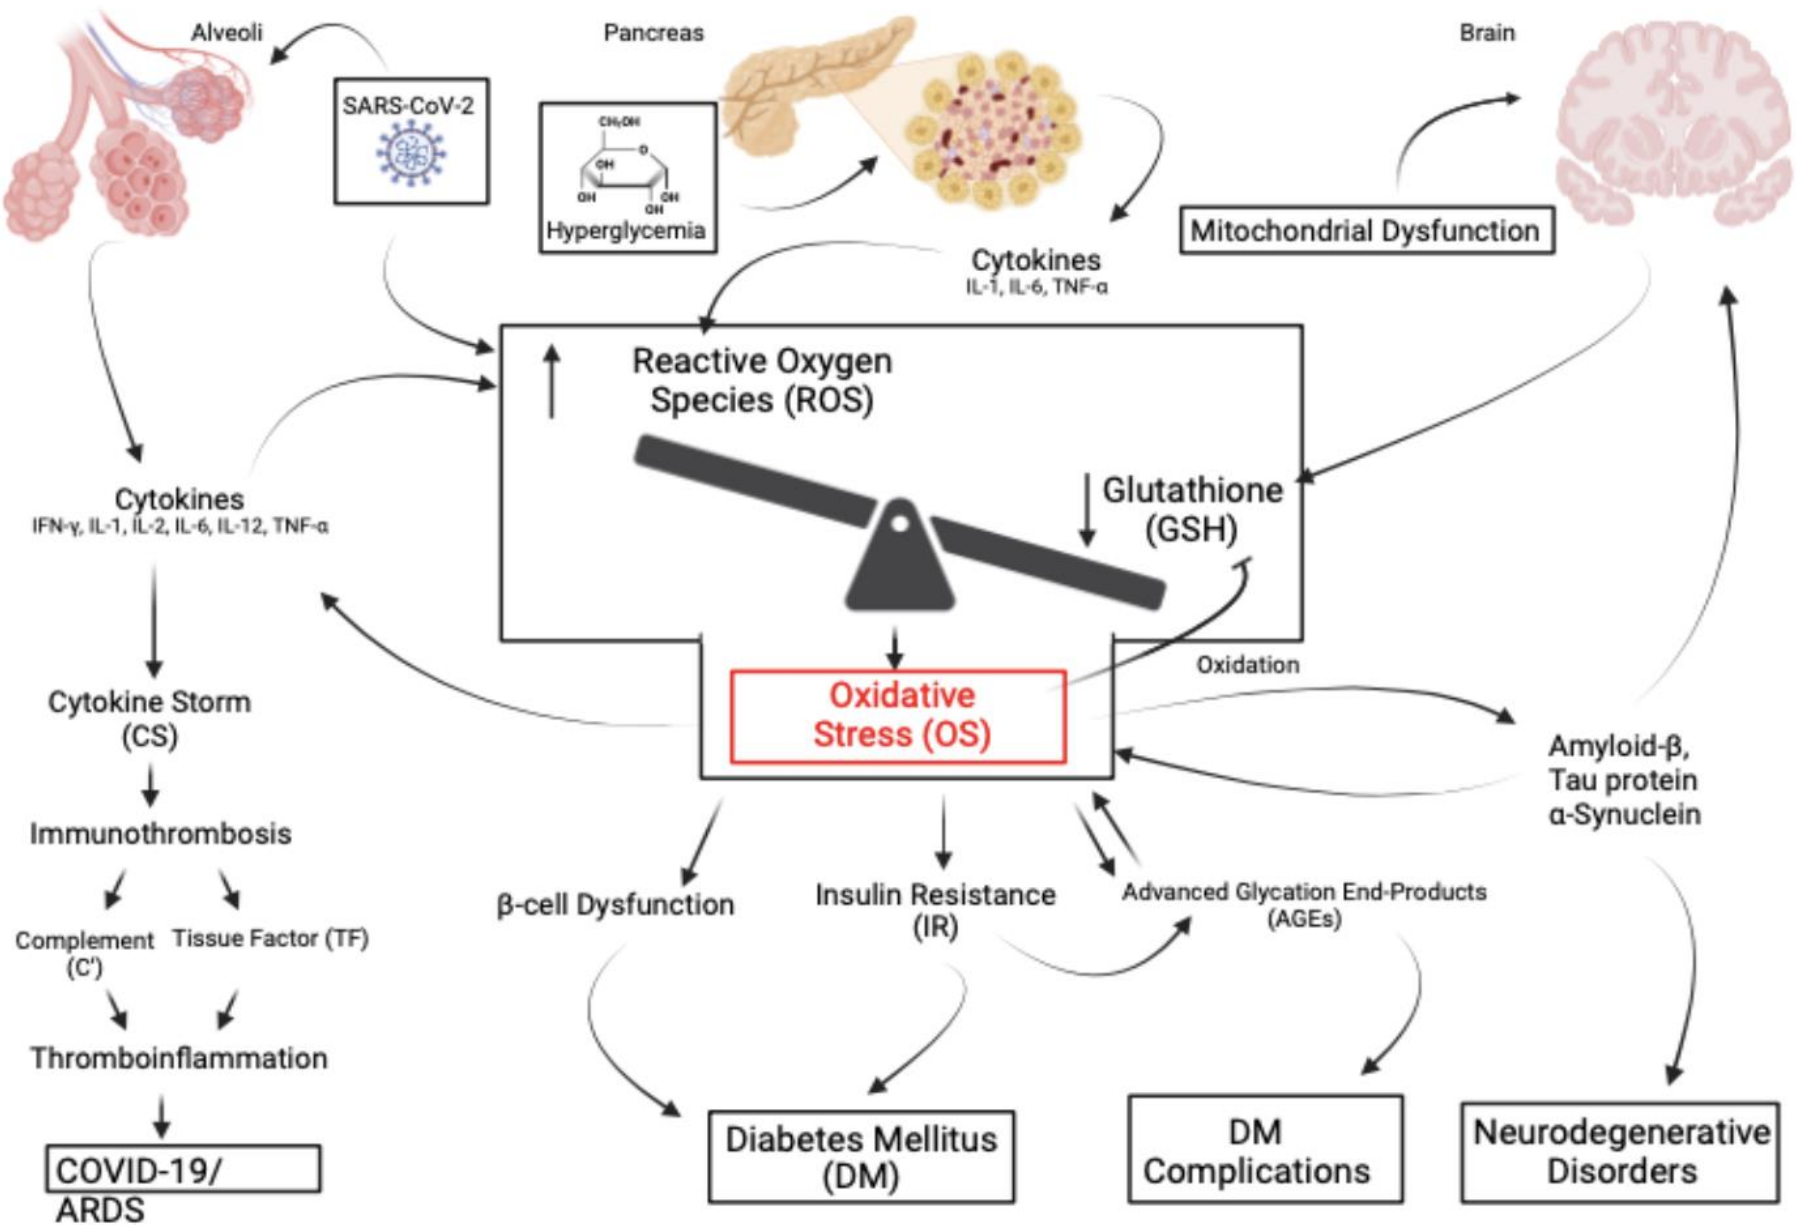 Alveoli
Pancreas
Brain
SARS-CoV-2
CH₂OH
O
OH
OH
OH
OH
Hyperglycemia
Mitochondrial Dysfunction
Cytokines
IL-1, IL-6, TNF-α
Reactive Oxygen
Species (ROS)
Glutathione
(GSH)
Cytokines
IFN-γ, IL-1, IL-2, IL-6, IL-12, TNF-α
Oxidation
Oxidative
Stress (OS)
Cytokine Storm
(CS)
Amyloid-β,
Tau protein
α-Synuclein
Immunothrombosis
β-cell Dysfunction
Insulin Resistance
(IR)
Advanced Glycation End-Products
(AGEs)
Complement
(C')
Tissue Factor (TF)
Thromboinflammation
COVID-19/
ARDS
Diabetes Mellitus
(DM)
DM
Complications
Neurodegenerative
Disorders